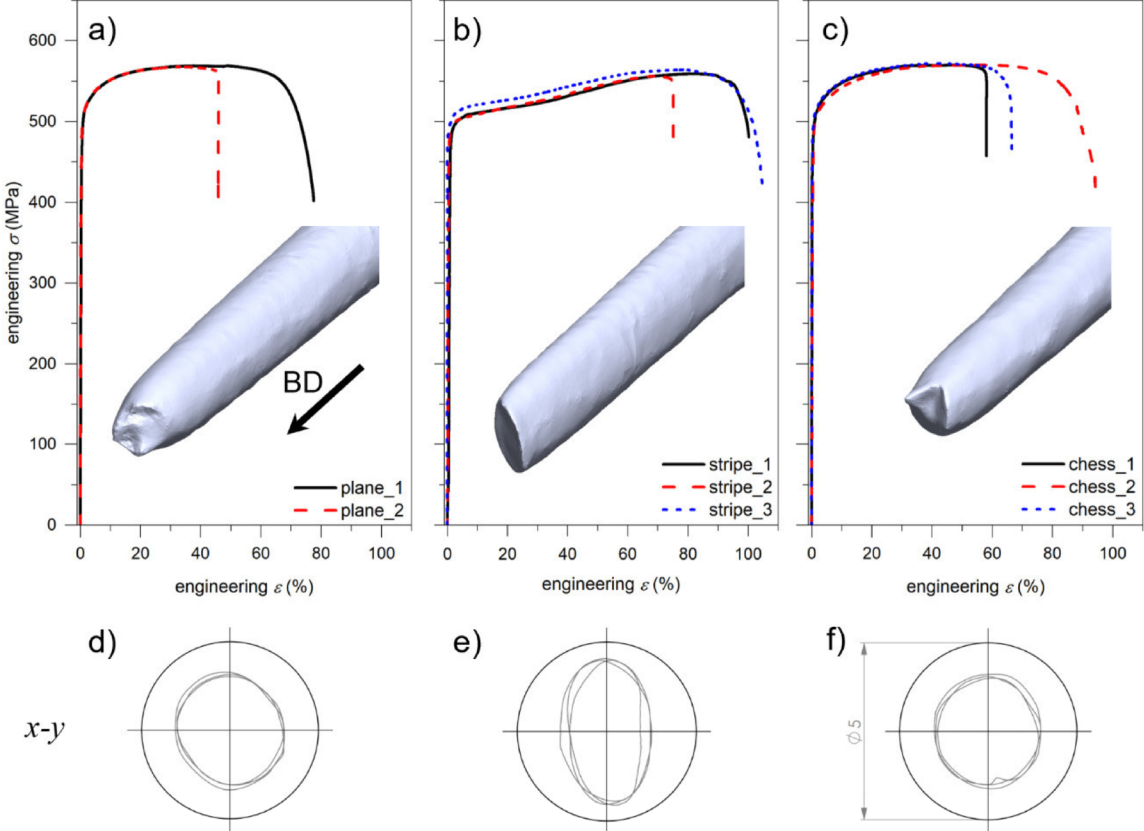 a)
b)
c)
600
500
400
300
200
100
0
engineering σ (MPa)
BD
plane_1
plane_2
stripe_1
stripe_2
stripe_3
chess_1
chess_2
chess_3
0 20 40 60 80 100
0 20 40 60 80 100
0 20 40 60 80 100
engineering ε (%)
engineering ε (%)
engineering ε (%)
d)
e)
f)
x-y
⌀5